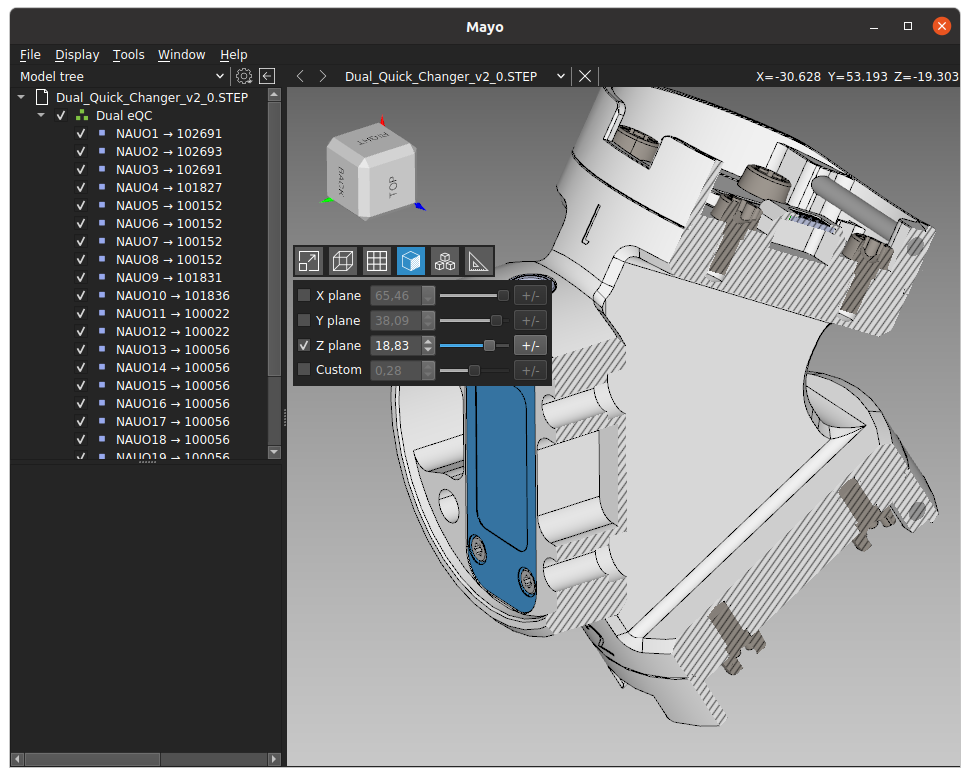 Mayo
File Display Tools Window Help
Model tree
Dual_Quick_Changer_v2_0.STEP
X=-30.628 Y=53.193 Z=-19.303
Dual_Quick_Changer_v2_0.STEP
Dual eQC
NAUO1 → 102691
NAUO2 → 102693
NAUO3 → 102691
NAUO4 → 101827
NAUO5 → 100152
NAUO6 → 100152
NAUO7 → 100152
NAUO8 → 100152
NAUO9 → 101831
NAUO10 → 101836
NAUO11 → 100022
NAUO12 → 100022
NAUO13 → 100056
NAUO14 → 100056
NAUO15 → 100056
NAUO16 → 100056
NAUO17 → 100056
NAUO18 → 100056
NAUO19 → 100056
RIGHT
BACK
TOP
X plane 65,46 +/-
Y plane 38,09 +/-
Z plane 18,83 +/-
Custom 0,28 +/-